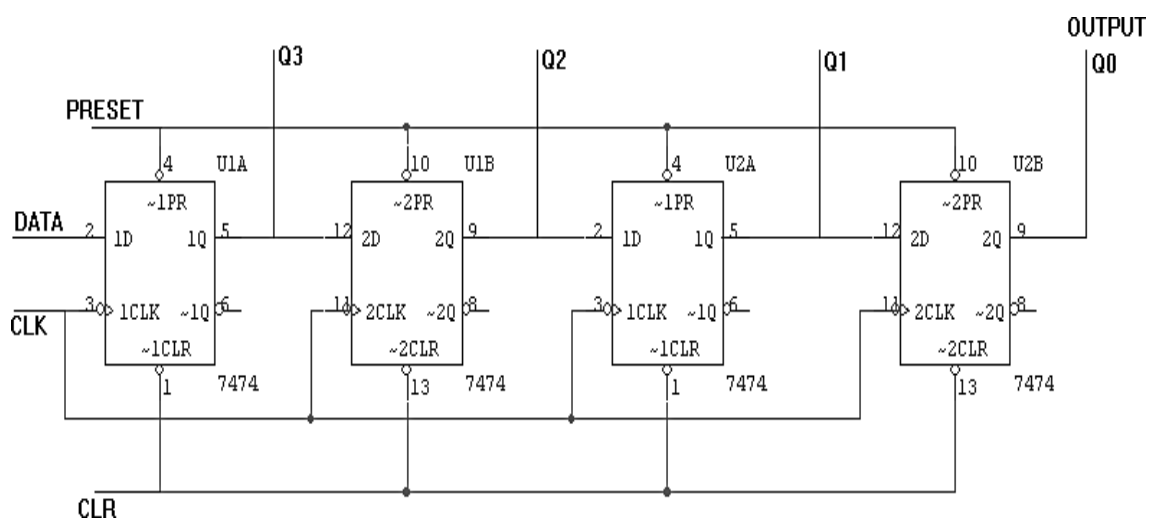 OUTPUT
Q3
Q2
Q1
Q0
PRESET
4 U1A
10 U1B
4 U2A
10 U2B
~1PR
~2PR
~1PR
~2PR
DATA
2 1D 1Q 5
12 2D 2Q 9
2 1D 1Q 5
12 2D 2Q 9
CLK
3 1CLK ~1Q 6
11 2CLK ~2Q 8
3 1CLK ~1Q 6
11 2CLK ~2Q 8
~1CLR
~2CLR
~1CLR
~2CLR
1 7474
13 7474
1 7474
13 7474
CLR